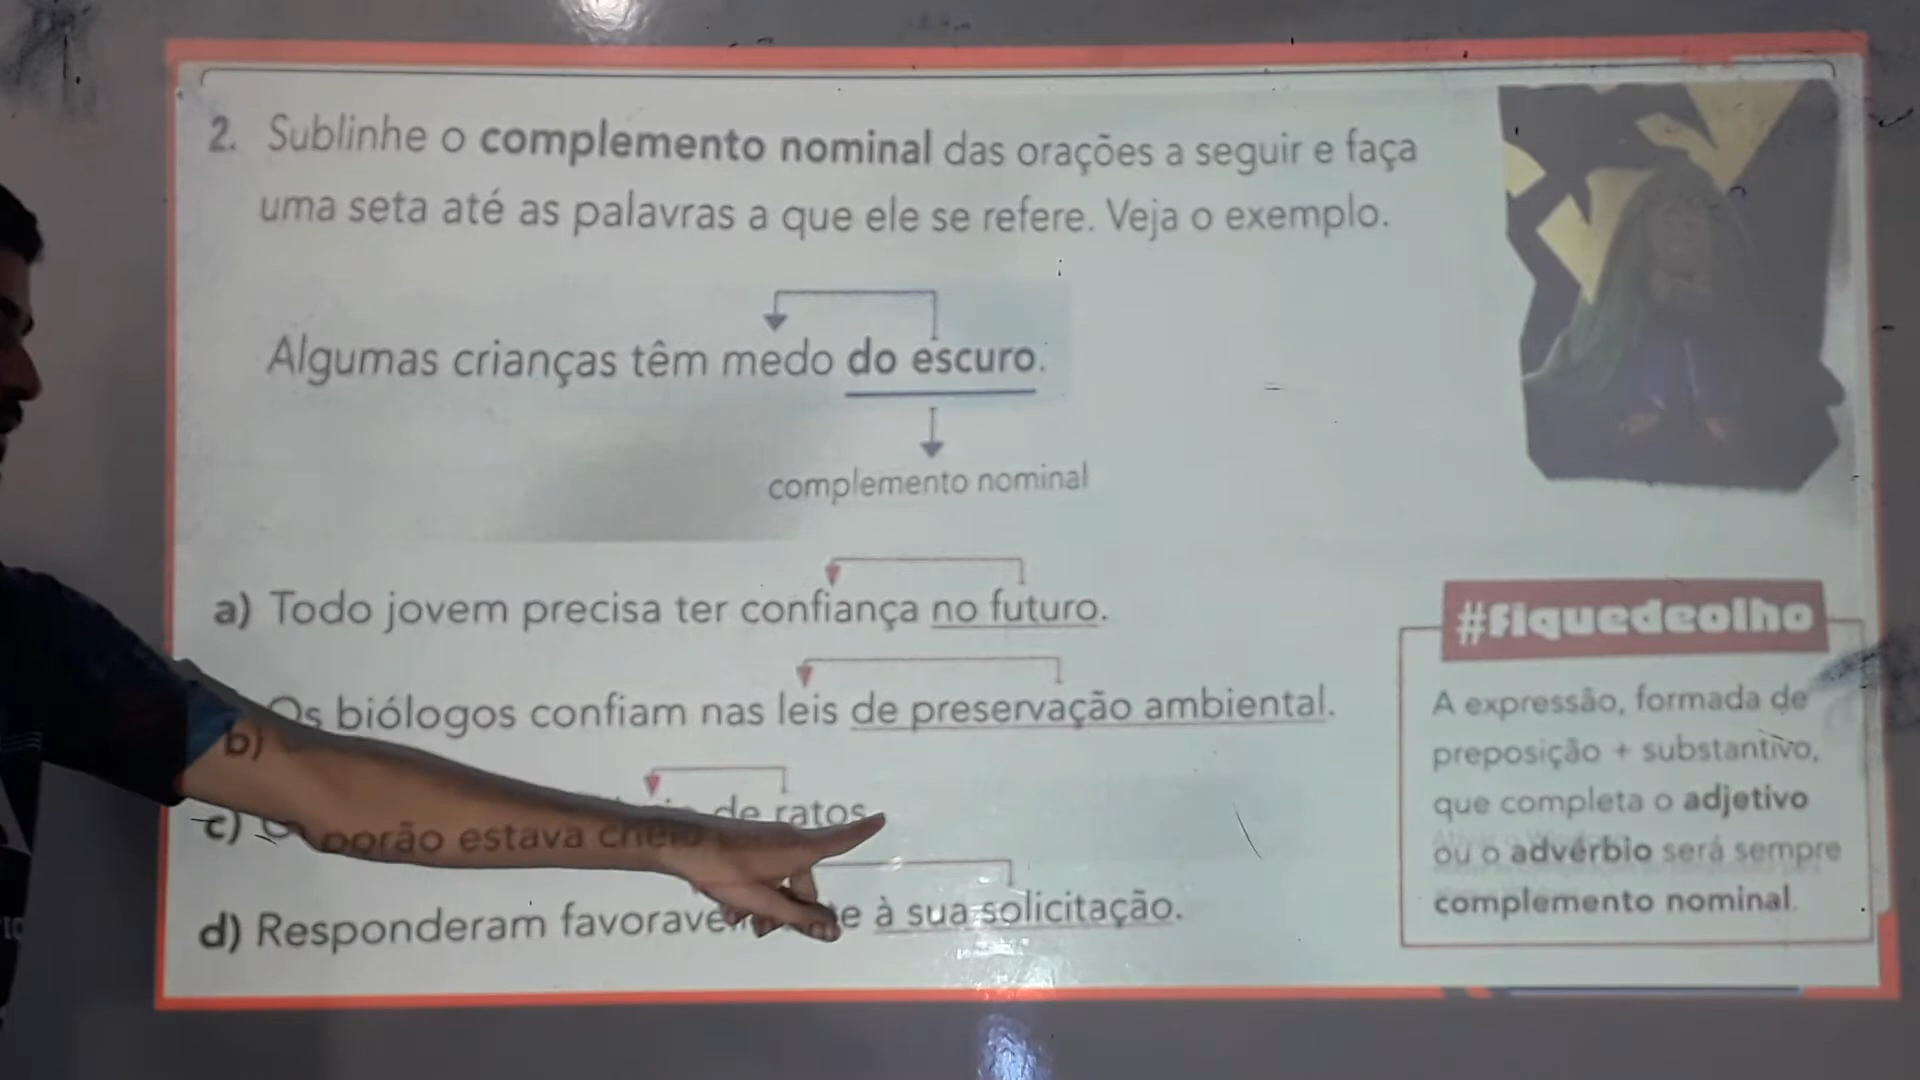 2. Sublinhe o complemento nominal das orações a seguir e faça
uma seta até as palavras a que ele se refere. Veja o exemplo.
Algumas crianças têm medo do escuro.
complemento nominal
a) Todo jovem precisa ter confiança no futuro.
b) Os biólogos confiam nas leis de preservação ambiental.
c) O porão estava cheio de ratos.
d) Responderam favoravelmente à sua solicitação.
#fiquedeolho
A expressão, formada de
preposição + substantivo,
que completa o adjetivo
ou o advérbio será sempre
complemento nominal.